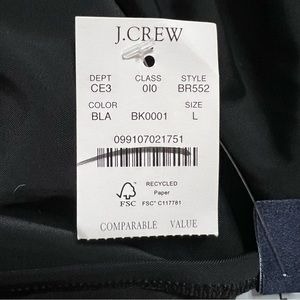 J.CREW
DEPT CLASS STYLE
CE3 0I0 BR552
COLOR SIZE
BLA BK0001 L
099107021751
RECYCLED
Paper
FSC FSC® C117781
COMPARABLE VALUE